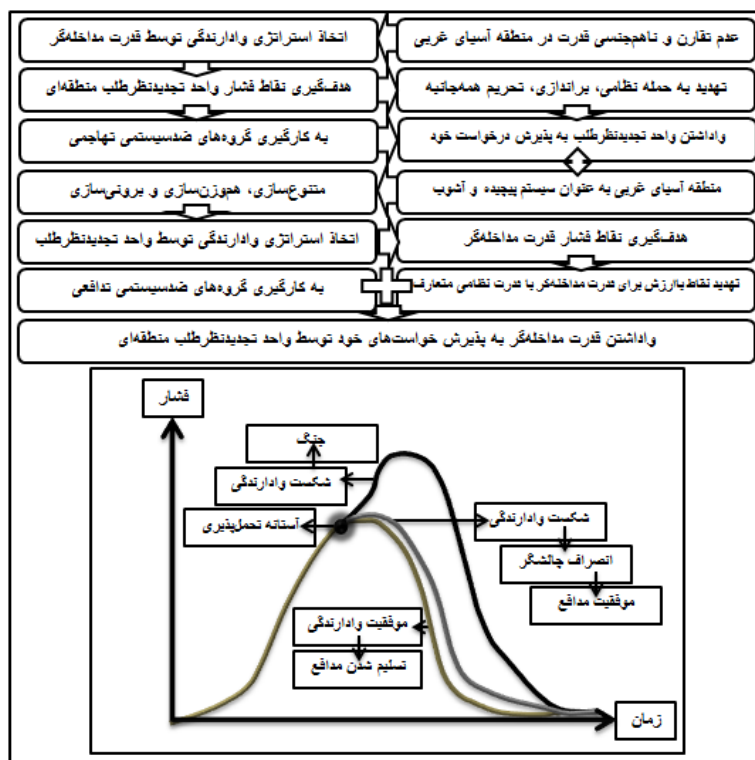 عدم تقارن و ناهم‌جنسی قدرت در منطقه آسیای غربی
اتخاذ استراتژی وادارندگی توسط قدرت مداخله‌گر
تهدید به حمله نظامی، براندازی، تحریم همه‌جانبه
هدف‌گیری نقاط فشار واحد تجدیدنظرطلب منطقه‌ای
واداشتن واحد تجدیدنظرطلب به پذیرش درخواست خود
به کارگیری گروه‌های ضدسیستمی تهاجمی
منطقه آسیای غربی به عنوان سیستم پیچیده و آشوب
متنوع‌سازی، هم‌وزن‌سازی و برونی‌سازی
هدف‌گیری نقاط فشار قدرت مداخله‌گر
اتخاذ استراتژی وادارندگی توسط واحد تجدیدنظرطلب
تهدید نقاط باارزش برای قدرت مداخله‌گر با قدرت نظامی متعارف
به کارگیری گروه‌های ضدسیستمی تدافعی
واداشتن قدرت مداخله‌گر به پذیرش خواست‌های خود توسط واحد تجدیدنظرطلب منطقه‌ای
فشار
جنگ
شکست وادارندگی
آستانه تحمل‌پذیری
شکست وادارندگی
انصراف چالشگر
موفقیت مدافع
موفقیت وادارندگی
تسلیم شدن مدافع
زمان